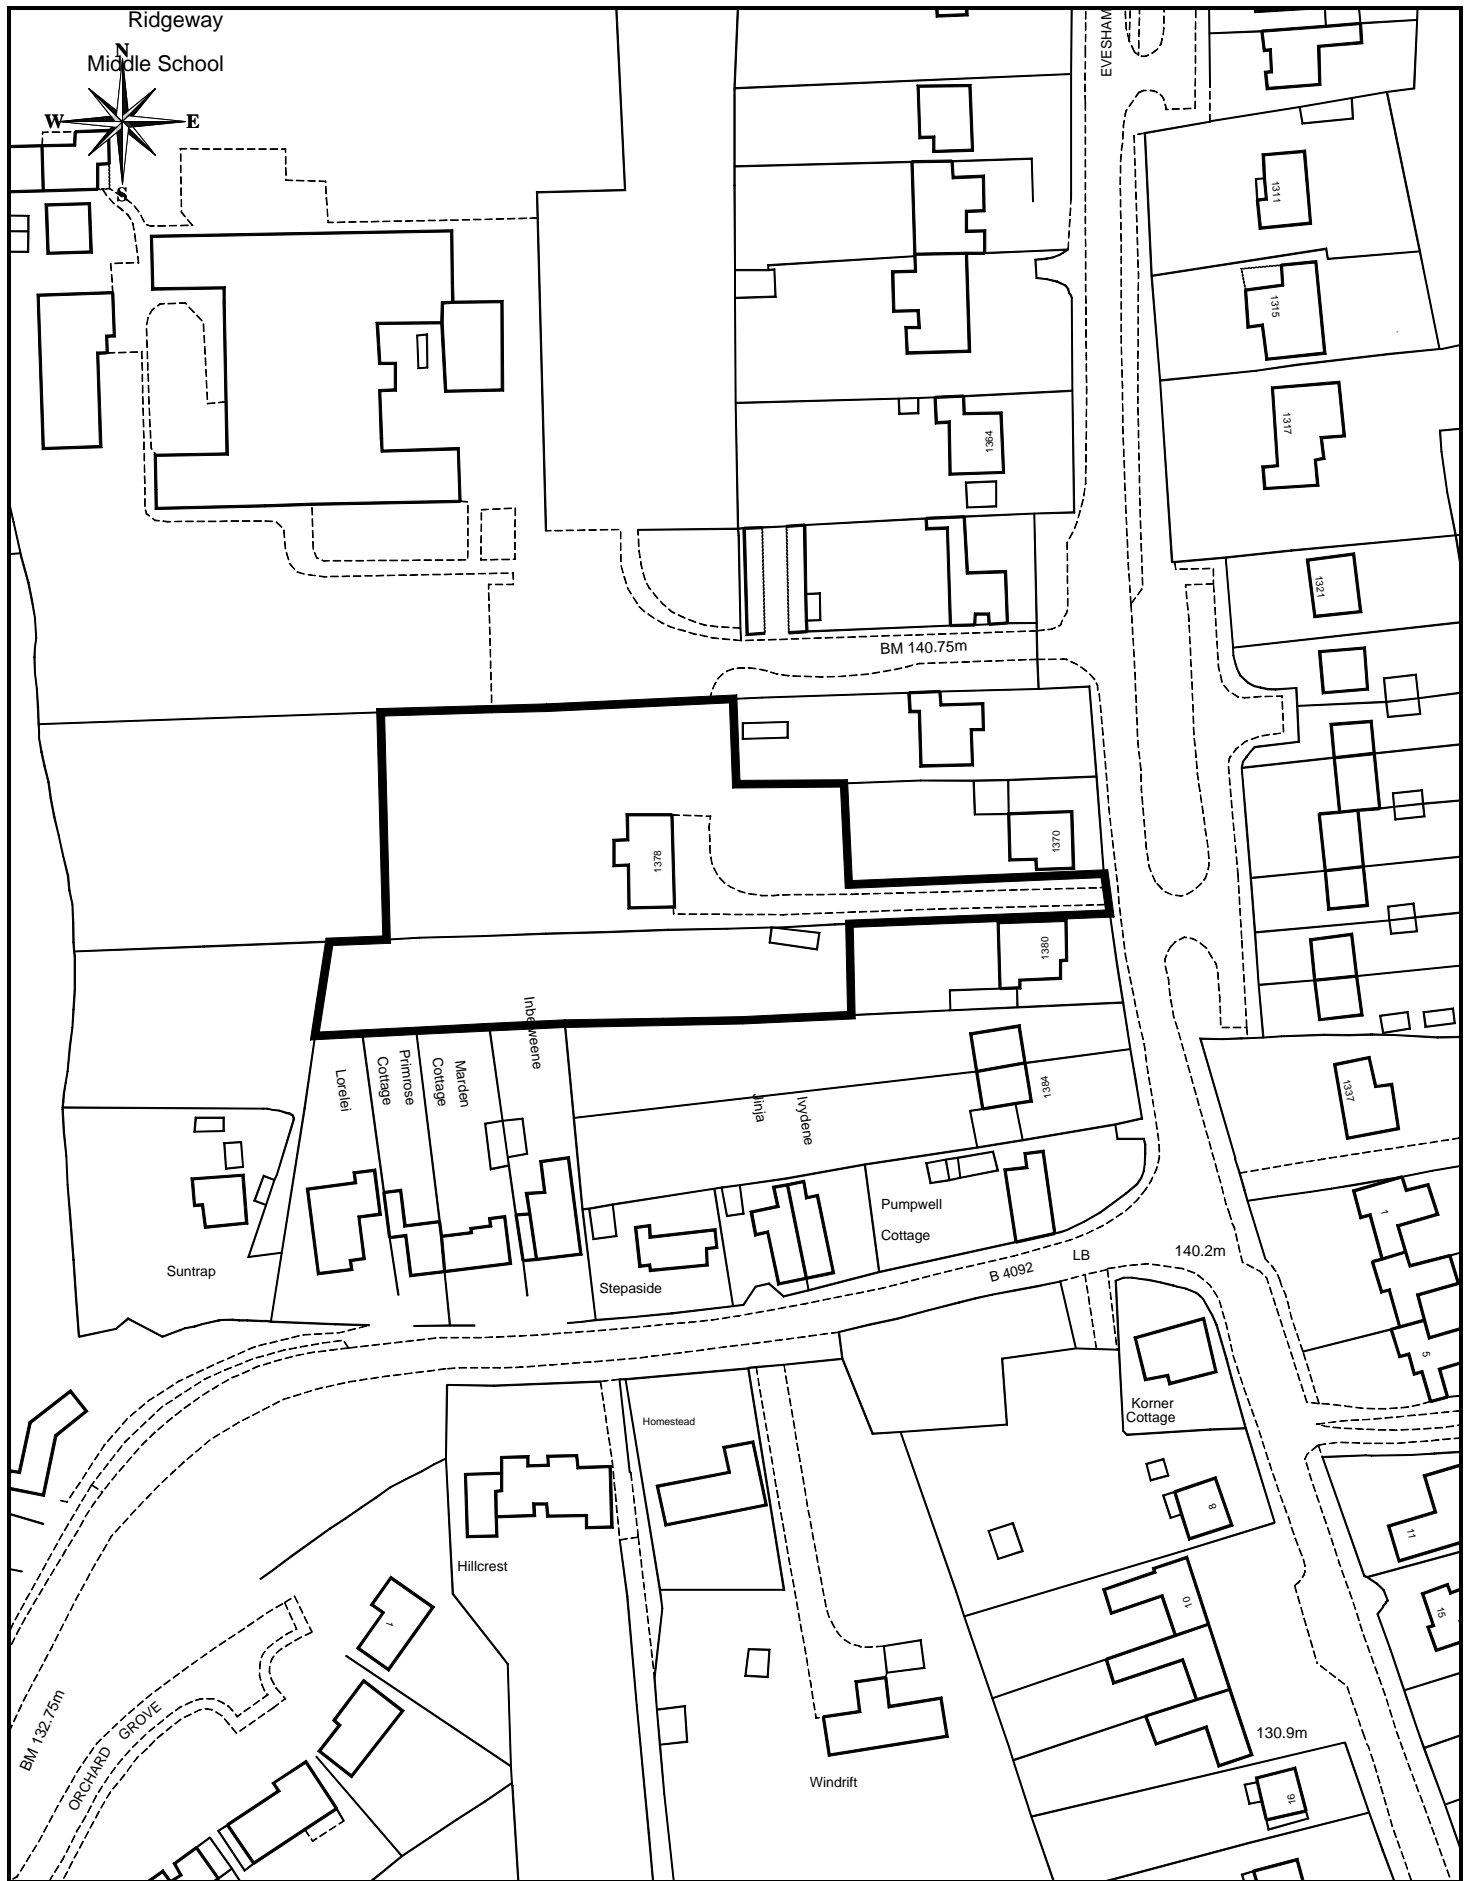 Ridgeway
Middle School
N
W
E
S
EVESHAM
1311
1315
1317
1364
1321
BM 140.75m
1378
1370
1380
Inbetweene
Lorelei
Primrose
Cottage
Marden
Cottage
Jinja
Ivydene
1384
1337
Pumpwell
Cottage
1
Suntrap
Stepaside
B 4092
LB
140.2m
5
Korner
Cottage
Homestead
Hillcrest
8
11
10
15
1
BM 132.75m
ORCHARD GROVE
130.9m
Windrift
16